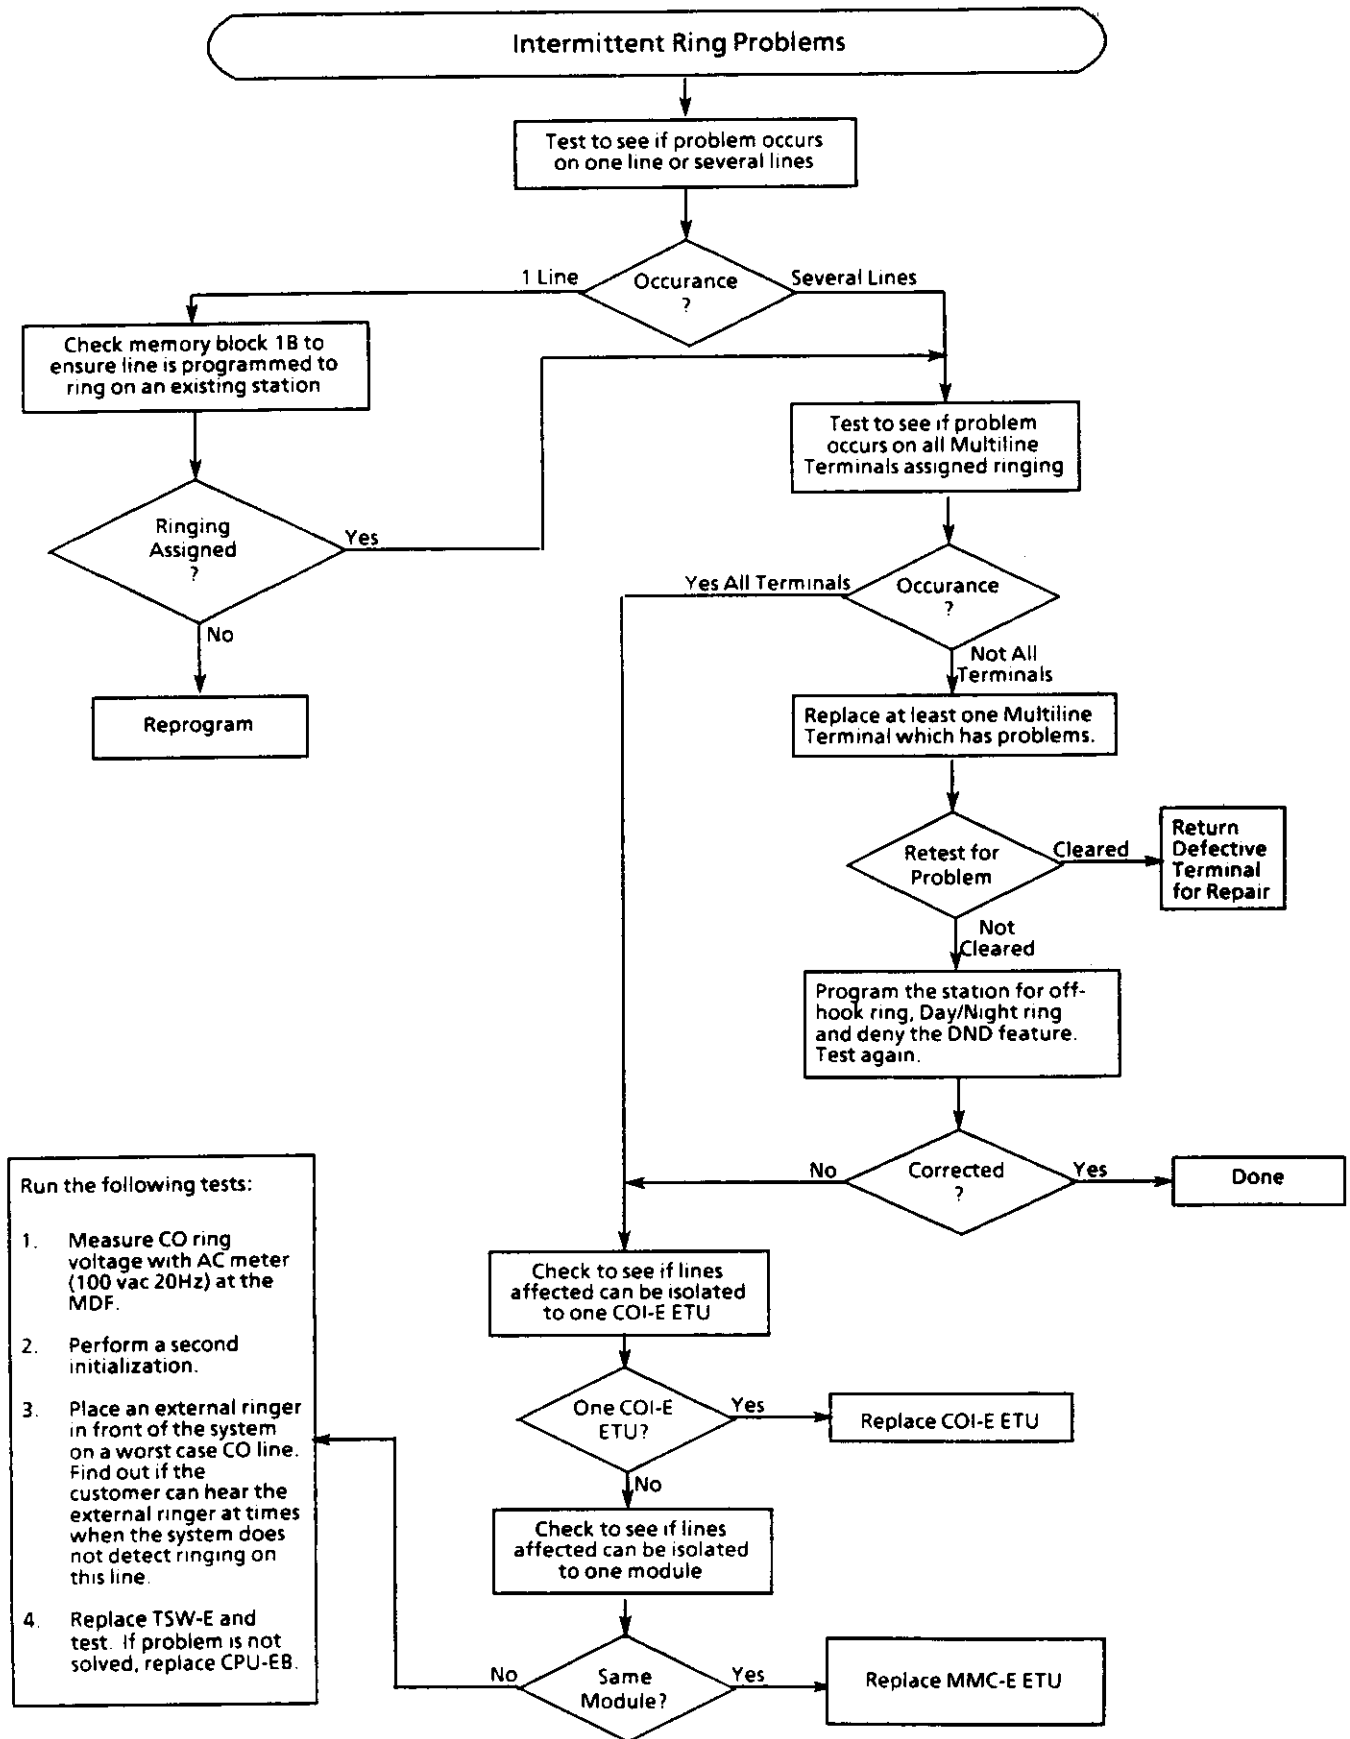 Intermittent Ring Problems
Test to see if problem occurs
on one line or several lines
1 Line
Occurance
?
Several Lines
Check memory block 1B to
ensure line is programmed to
ring on an existing station
Test to see if problem
occurs on all Multiline
Terminals assigned ringing
Ringing
Assigned
?
Yes
No
Reprogram
Yes All Terminals
Occurance
?
Not All
Terminals
Replace at least one Multiline
Terminal which has problems.
Retest for
Problem
Cleared
Return
Defective
Terminal
for Repair
Not
Cleared
Program the station for off-
hook ring, Day/Night ring
and deny the DND feature.
Test again.
No
Corrected
?
Yes
Done
Run the following tests:
1. Measure CO ring
voltage with AC meter
(100 vac 20Hz) at the
MDF.
2. Perform a second
initialization.
3. Place an external ringer
in front of the system
on a worst case CO line.
Find out if the
customer can hear the
external ringer at times
when the system does
not detect ringing on
this line.
4. Replace TSW-E and
test. If problem is not
solved, replace CPU-EB.
Check to see if lines
affected can be isolated
to one COI-E ETU
One COI-E
ETU?
Yes
Replace COI-E ETU
No
Check to see if lines
affected can be isolated
to one module
No
Same
Module?
Yes
Replace MMC-E ETU